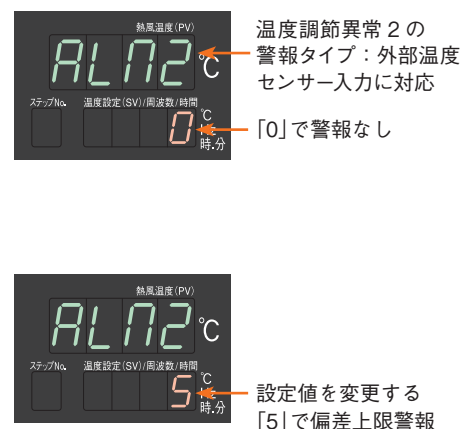 熱風温度(PV)
ALM2 ℃
温度調節異常2の
警報タイプ:外部温度
センサー入力に対応
ステップNo. 温度設定(SV)/周波数/時間
0 ℃
時.分
「0」で警報なし
熱風温度(PV)
ALM2 ℃
ステップNo. 温度設定(SV)/周波数/時間
5 ℃
時.分
設定値を変更する
「5」で偏差上限警報